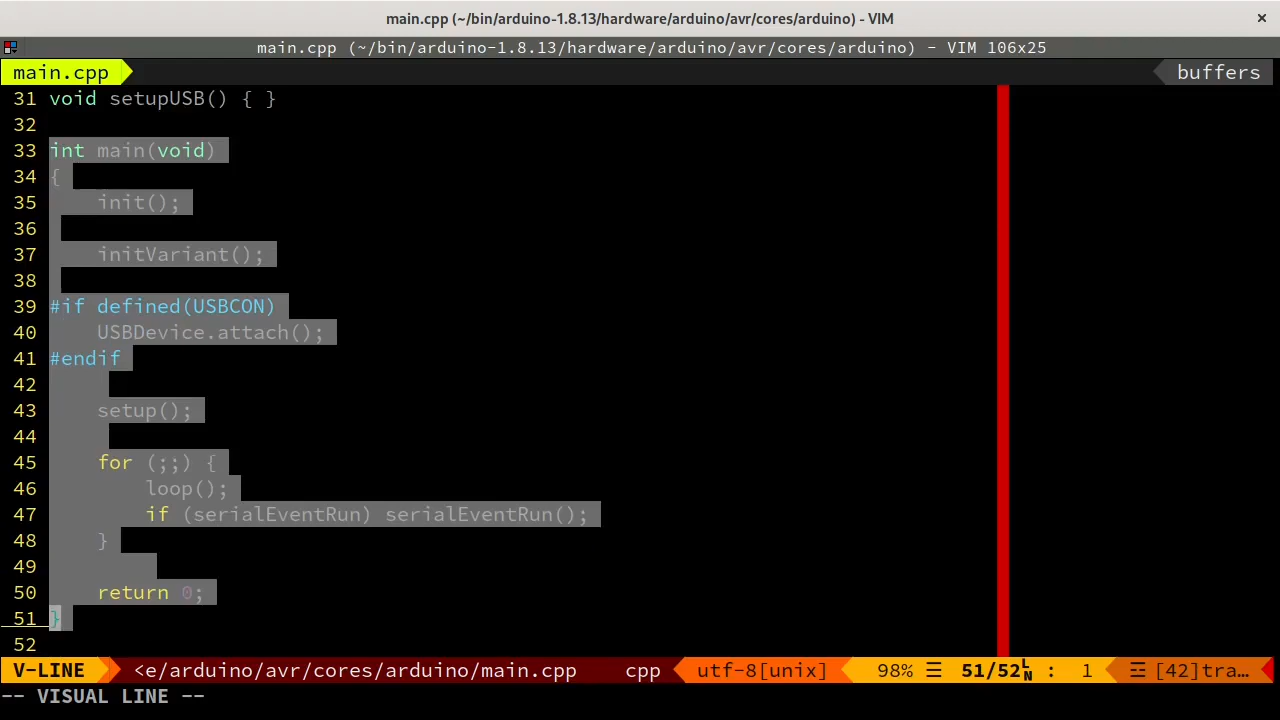 main.cpp (~/bin/arduino-1.8.13/hardware/arduino/avr/cores/arduino) - VIM ×
main.cpp (~/bin/arduino-1.8.13/hardware/arduino/avr/cores/arduino) - VIM 106x25
main.cpp buffers
31 void setupUSB() { }
32
33 int main(void)
34 {
35     init();
36
37     initVariant();
38
39 #if defined(USBCON)
40     USBDevice.attach();
41 #endif
42
43     setup();
44
45     for (;;) {
46         loop();
47         if (serialEventRun) serialEventRun();
48     }
49
50     return 0;
51 }
52
V-LINE <e/arduino/avr/cores/arduino/main.cpp cpp utf-8[unix] 98% ☰ 51/52␤ : 1 ☲ [42]tra…
-- VISUAL LINE --